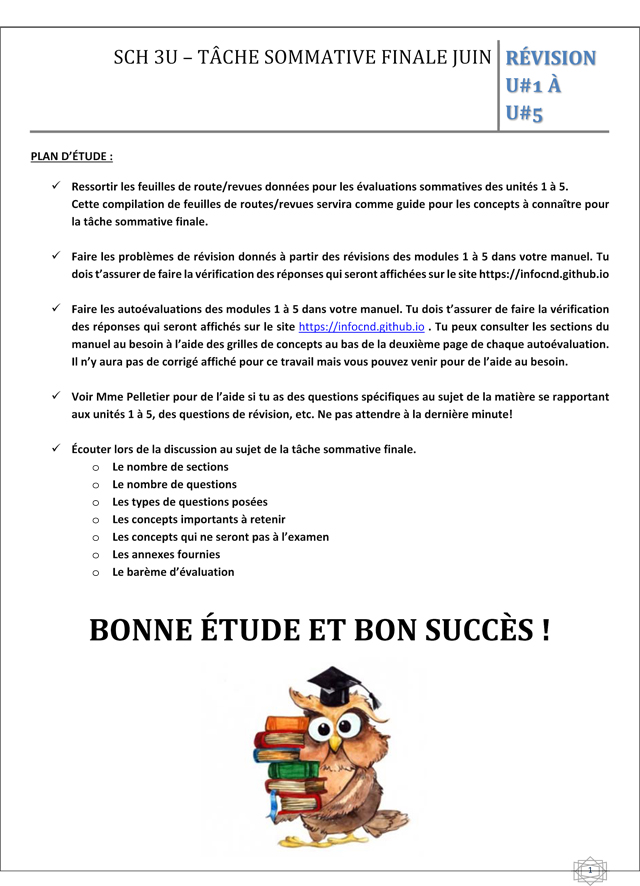 SCH 3U – TÂCHE SOMMATIVE FINALE JUIN
RÉVISION
U#1 À
U#5
PLAN D'ÉTUDE :
✓ Ressortir les feuilles de route/revues données pour les évaluations sommatives des unités 1 à 5.
Cette compilation de feuilles de routes/revues servira comme guide pour les concepts à connaître pour
la tâche sommative finale.
✓ Faire les problèmes de révision donnés à partir des révisions des modules 1 à 5 dans votre manuel. Tu
dois t'assurer de faire la vérification des réponses qui seront affichées sur le site https://infocnd.github.io
✓ Faire les autoévaluations des modules 1 à 5 dans votre manuel. Tu dois t'assurer de faire la vérification
des réponses qui seront affichés sur le site https://infocnd.github.io . Tu peux consulter les sections du
manuel au besoin à l'aide des grilles de concepts au bas de la deuxième page de chaque autoévaluation.
Il n'y aura pas de corrigé affiché pour ce travail mais vous pouvez venir pour de l'aide au besoin.
✓ Voir Mme Pelletier pour de l'aide si tu as des questions spécifiques au sujet de la matière se rapportant
aux unités 1 à 5, des questions de révision, etc. Ne pas attendre à la dernière minute!
✓ Écouter lors de la discussion au sujet de la tâche sommative finale.
o Le nombre de sections
o Le nombre de questions
o Les types de questions posées
o Les concepts importants à retenir
o Les concepts qui ne seront pas à l'examen
o Les annexes fournies
o Le barème d'évaluation
BONNE ÉTUDE ET BON SUCCÈS !
1